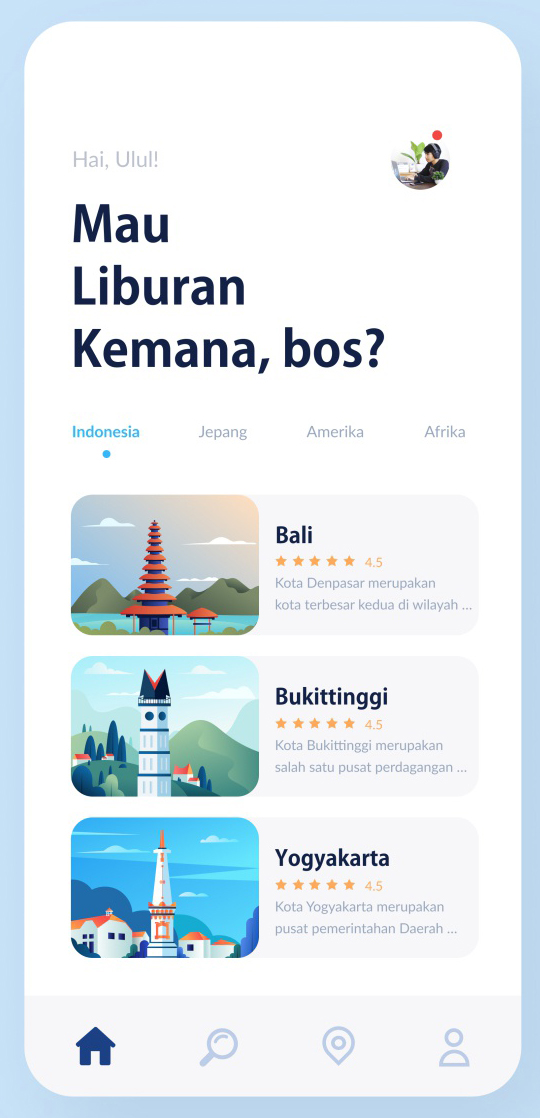 Hai, Ulul!
Mau
Liburan
Kemana, bos?
Indonesia
Jepang
Amerika
Afrika
Bali
4.5
Kota Denpasar merupakan
kota terbesar kedua di wilayah ...
Bukittinggi
4.5
Kota Bukittinggi merupakan
salah satu pusat perdagangan ...
Yogyakarta
4.5
Kota Yogyakarta merupakan
pusat pemerintahan Daerah ...